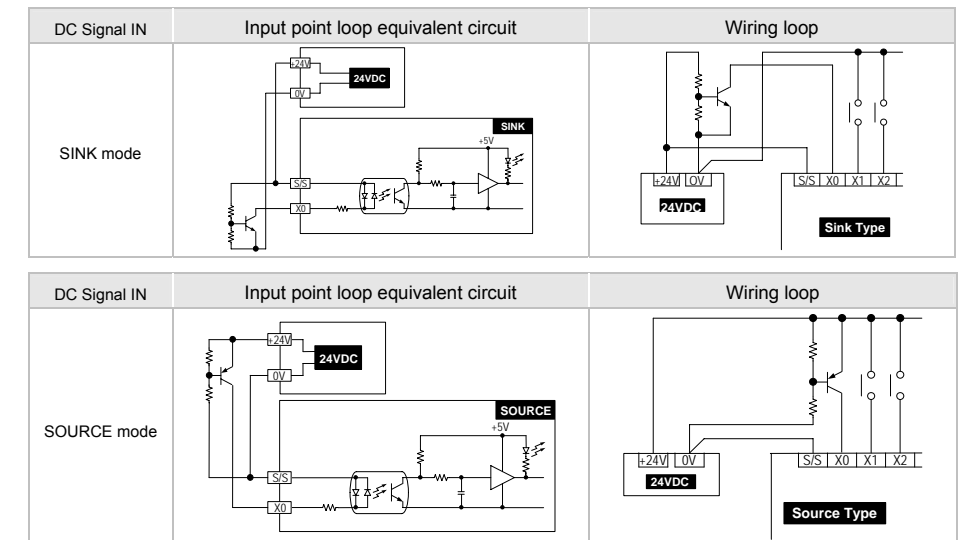 DC Signal IN
Input point loop equivalent circuit
Wiring loop
SINK mode
+24V
24VDC
0V
SINK
+5V
S/S
X0
+24V 0V
24VDC
S/S X0 X1 X2
Sink Type
DC Signal IN
Input point loop equivalent circuit
Wiring loop
SOURCE mode
+24V
24VDC
0V
SOURCE
+5V
S/S
X0
+24V 0V
24VDC
S/S X0 X1 X2
Source Type